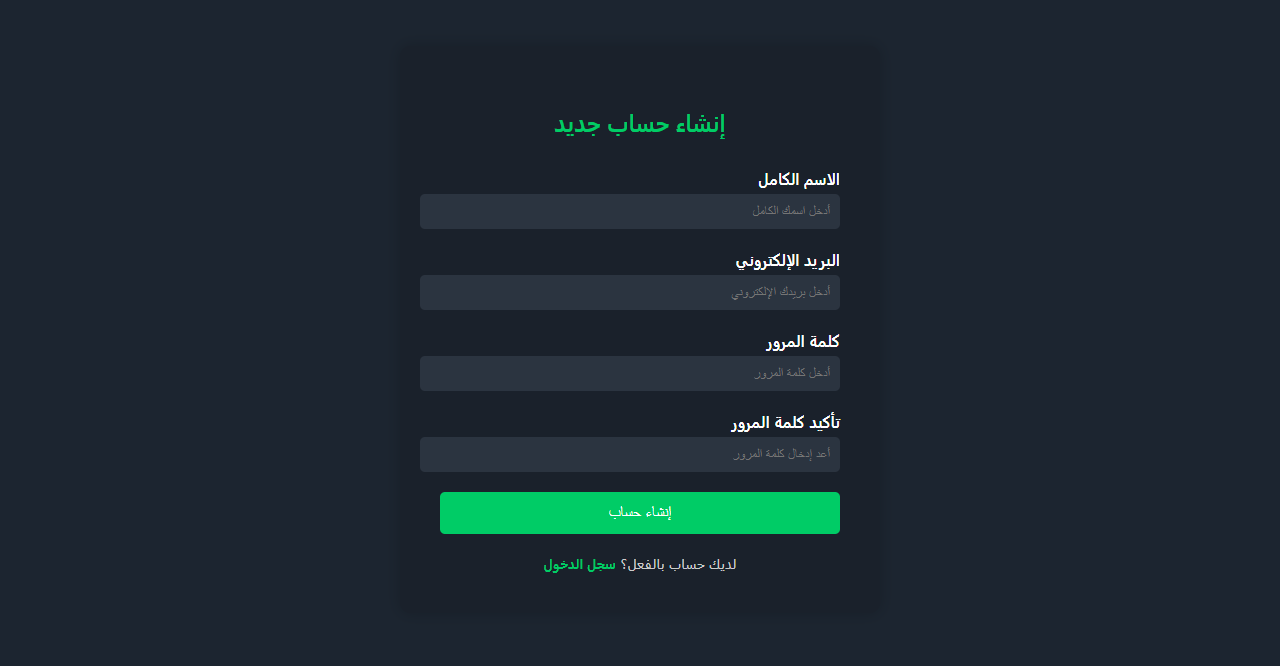 إنشاء حساب جديد
الاسم الكامل
أدخل اسمك الكامل
البريد الإلكتروني
أدخل بريدك الإلكتروني
كلمة المرور
أدخل كلمة المرور
تأكيد كلمة المرور
أعد إدخال كلمة المرور
إنشاء حساب
لديك حساب بالفعل؟ سجل الدخول